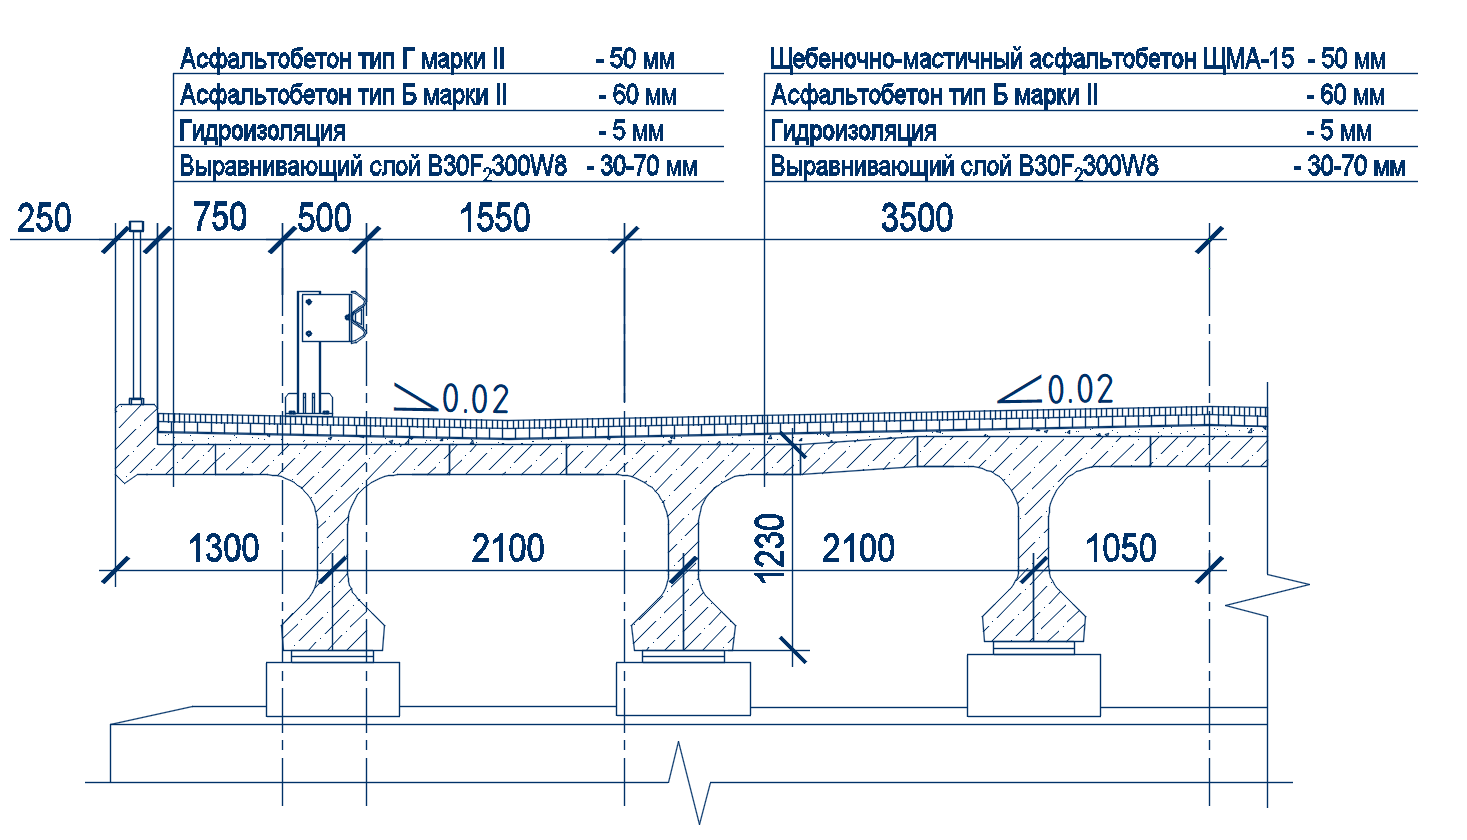 Асфальтобетон тип Г марки II - 50 мм
Асфальтобетон тип Б марки II - 60 мм
Гидроизоляция - 5 мм
Выравнивающий слой В30F₂300W8 - 30-70 мм
Щебеночно-мастичный асфальтобетон ЩМА-15 - 50 мм
Асфальтобетон тип Б марки II - 60 мм
Гидроизоляция - 5 мм
Выравнивающий слой В30F₂300W8 - 30-70 мм
250 750 500 1550 3500
0.02 0.02
1300 2100 1230 2100 1050